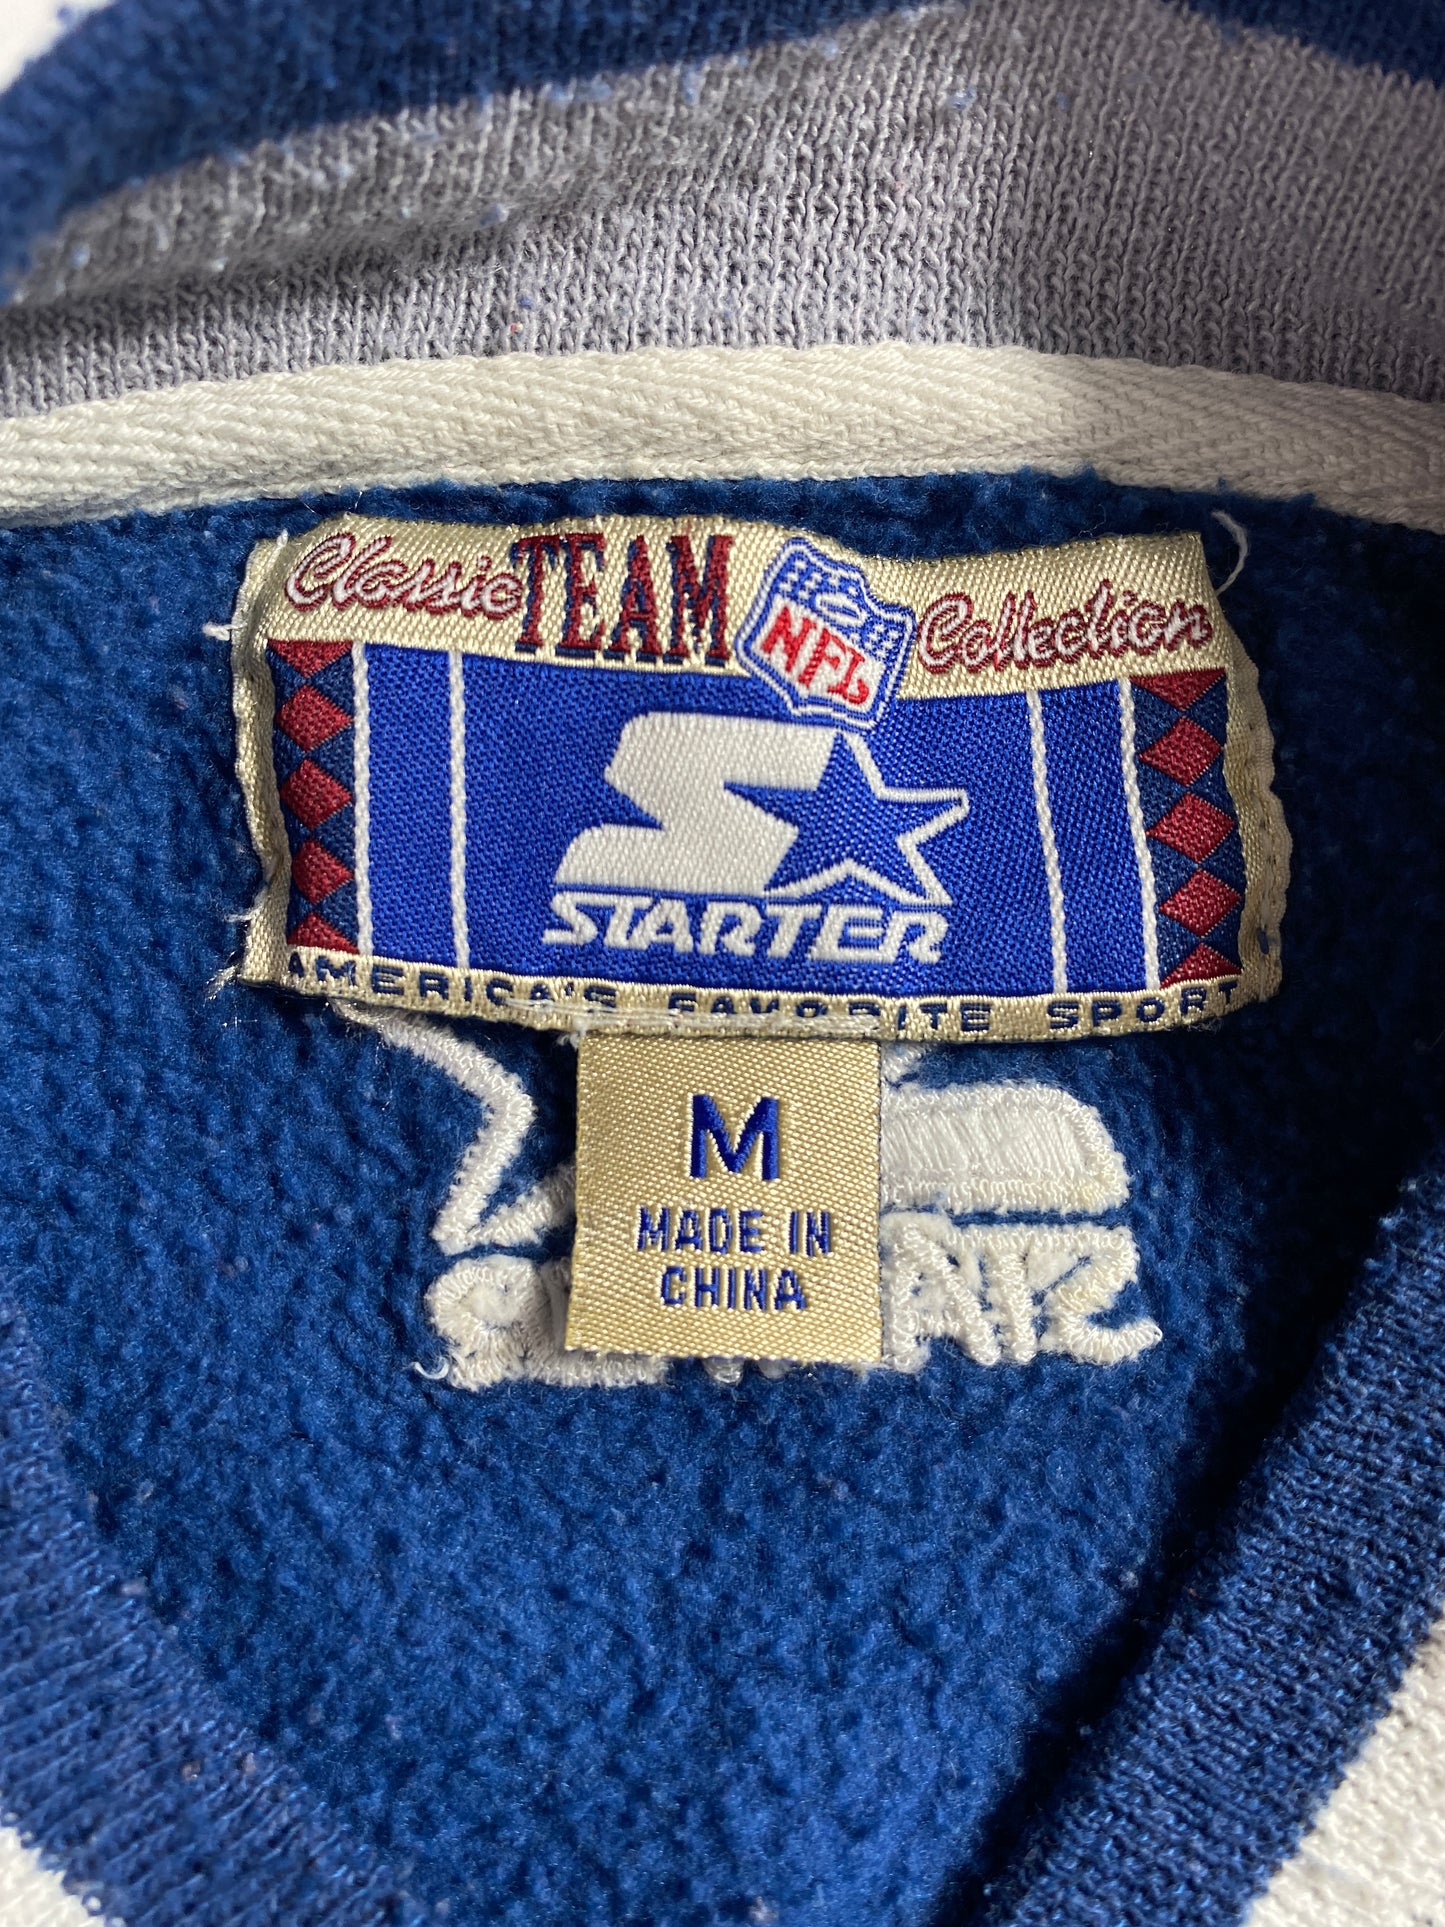 Classic TEAM NFL Collection
STARTER
AMERICA'S FAVORITE SPORT
M
MADE IN
CHINA